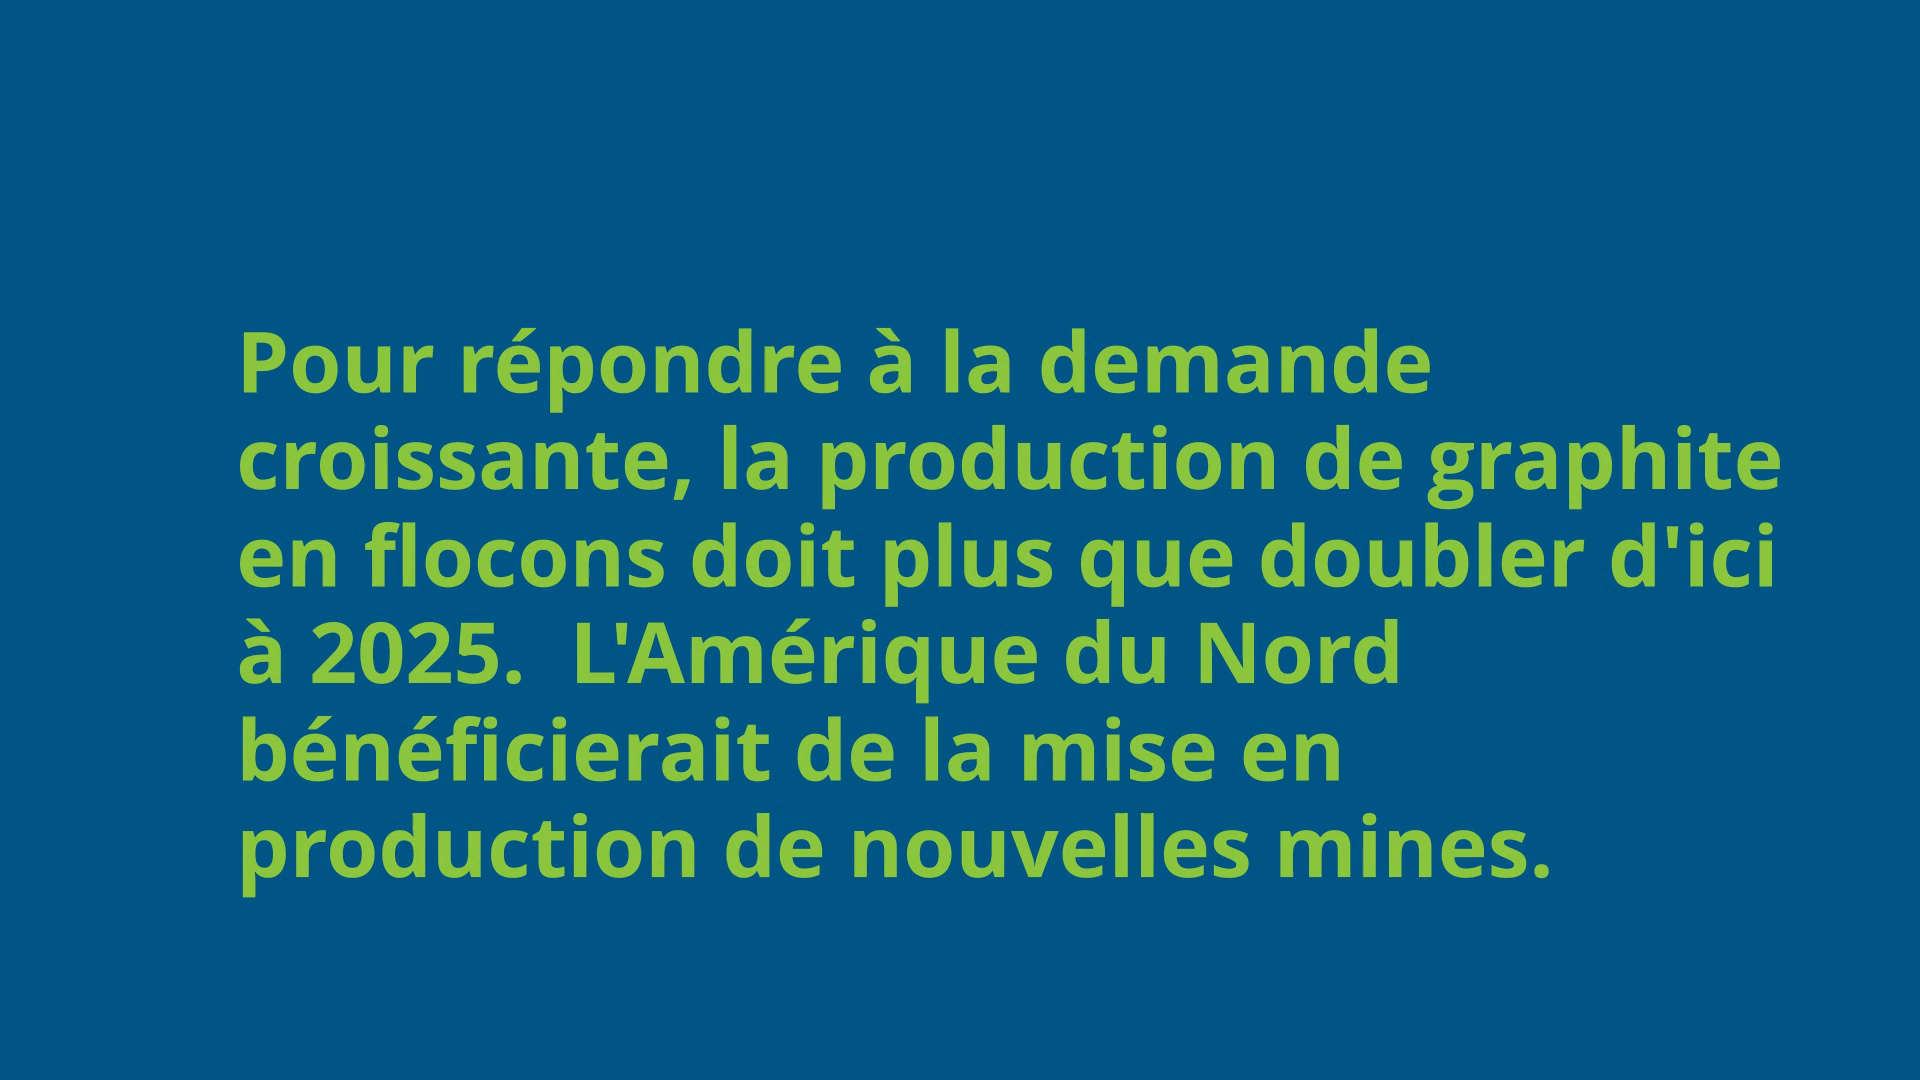 Pour répondre à la demande
croissante, la production de graphite
en flocons doit plus que doubler d'ici
à 2025.  L'Amérique du Nord
bénéficierait de la mise en
production de nouvelles mines.